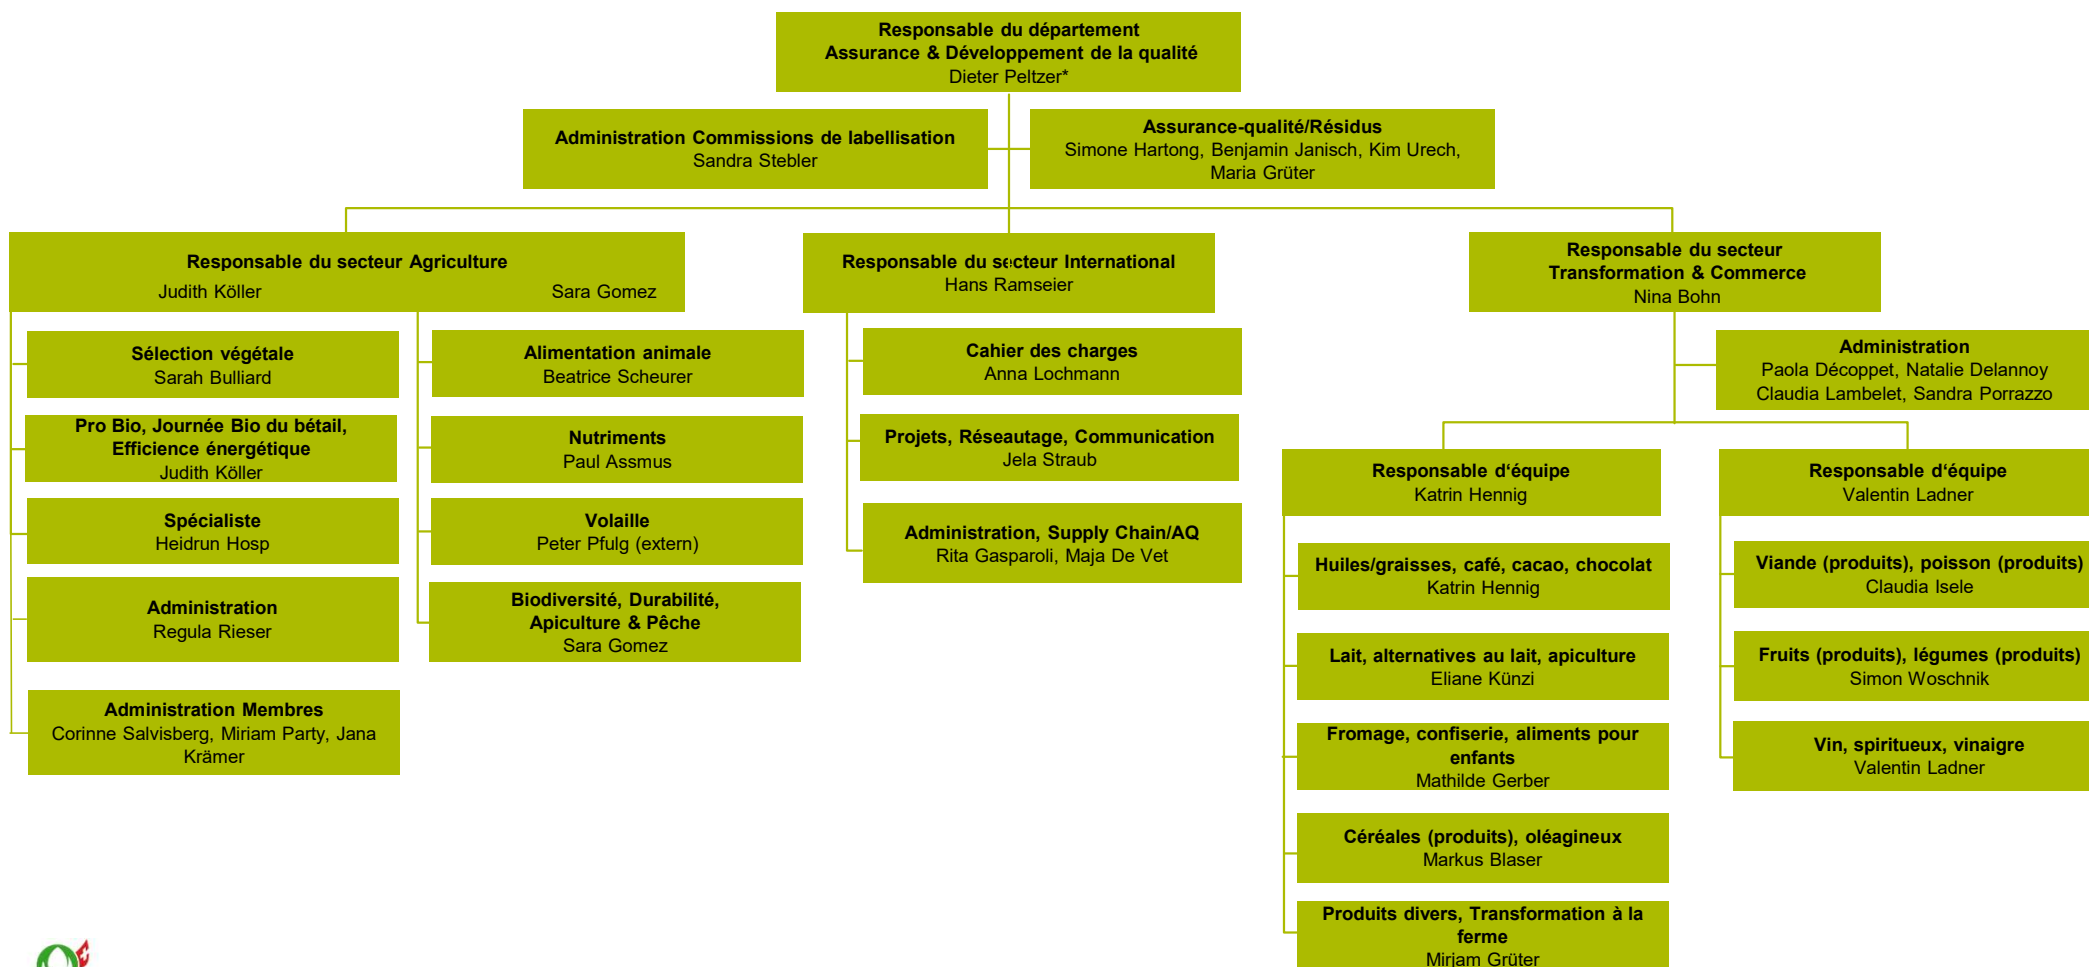 Responsable du département
Assurance & Développement de la qualité
Dieter Peltzer*
Administration Commissions de labellisation
Sandra Stebler
Assurance-qualité/Résidus
Simone Hartong, Benjamin Janisch, Kim Urech,
Maria Grüter
Responsable du secteur Agriculture
Judith Köller Sara Gomez
Sélection végétale
Sarah Bulliard
Pro Bio, Journée Bio du bétail,
Efficience énergétique
Judith Köller
Spécialiste
Heidrun Hosp
Administration
Regula Rieser
Administration Membres
Corinne Salvisberg, Miriam Party, Jana
Krämer
Alimentation animale
Beatrice Scheurer
Nutriments
Paul Assmus
Volaille
Peter Pfulg (extern)
Biodiversité, Durabilité,
Apiculture & Pêche
Sara Gomez
Responsable du secteur International
Hans Ramseier
Cahier des charges
Anna Lochmann
Projets, Réseautage, Communication
Jela Straub
Administration, Supply Chain/AQ
Rita Gasparoli, Maja De Vet
Responsable du secteur
Transformation & Commerce
Nina Bohn
Administration
Paola Décoppet, Natalie Delannoy
Claudia Lambelet, Sandra Porrazzo
Responsable d‘équipe
Katrin Hennig
Huiles/graisses, café, cacao, chocolat
Katrin Hennig
Lait, alternatives au lait, apiculture
Eliane Künzi
Fromage, confiserie, aliments pour
enfants
Mathilde Gerber
Céréales (produits), oléagineux
Markus Blaser
Produits divers, Transformation à la
ferme
Mirjam Grüter
Responsable d‘équipe
Valentin Ladner
Viande (produits), poisson (produits)
Claudia Isele
Fruits (produits), légumes (produits)
Simon Woschnik
Vin, spiritueux, vinaigre
Valentin Ladner